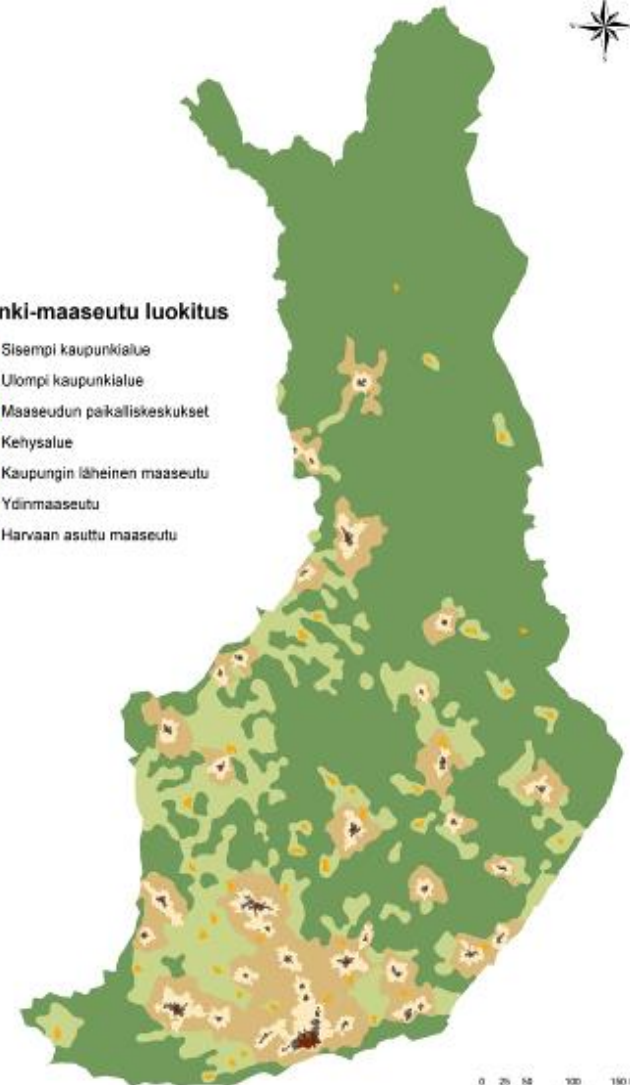 nki-maaseutu luokitus
Sisempi kaupunkialue
Ulompi kaupunkialue
Maaseudun paikalliskeskukset
Kehysalue
Kaupungin läheinen maaseutu
Ydinmaaseutu
Harvaan asuttu maaseutu
0 25 50 100 150